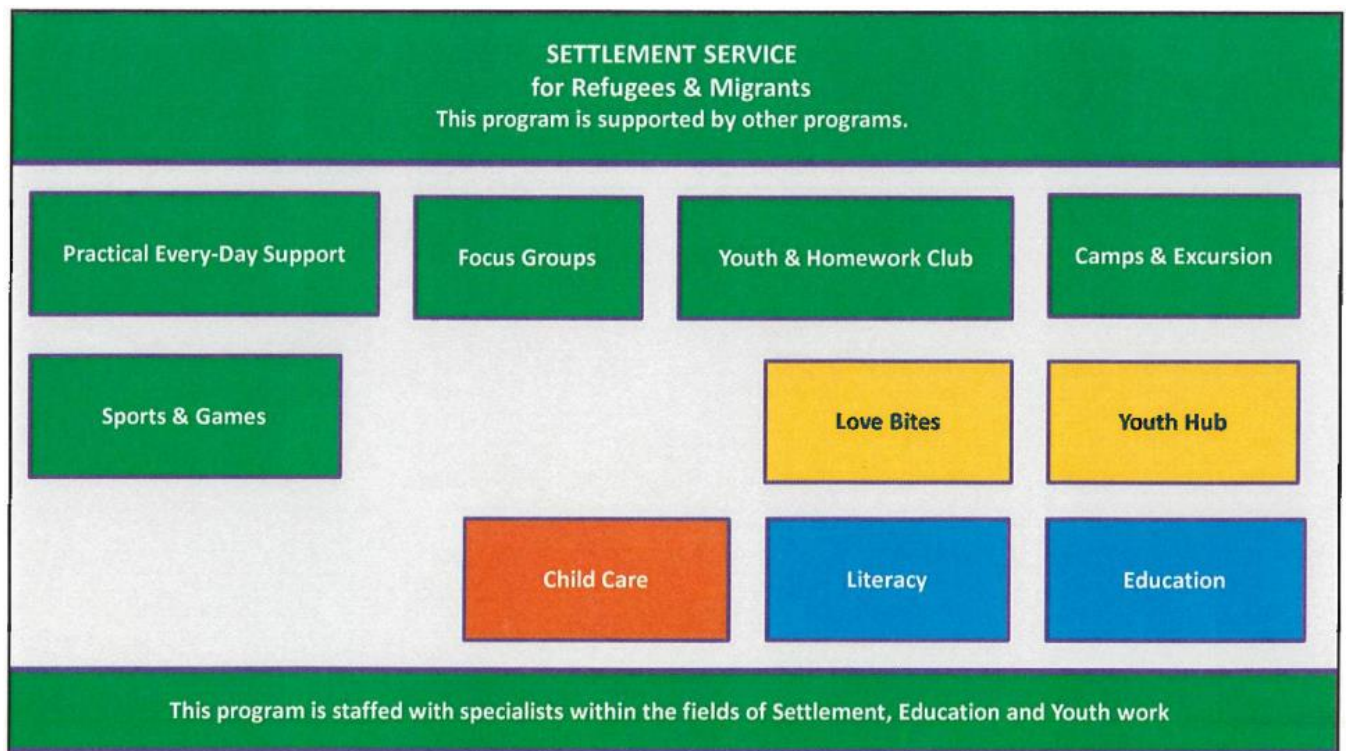 SETTLEMENT SERVICE
for Refugees & Migrants
This program is supported by other programs.
Practical Every-Day Support
Focus Groups
Youth & Homework Club
Camps & Excursion
Sports & Games
Love Bites
Youth Hub
Child Care
Literacy
Education
This program is staffed with specialists within the fields of Settlement, Education and Youth work